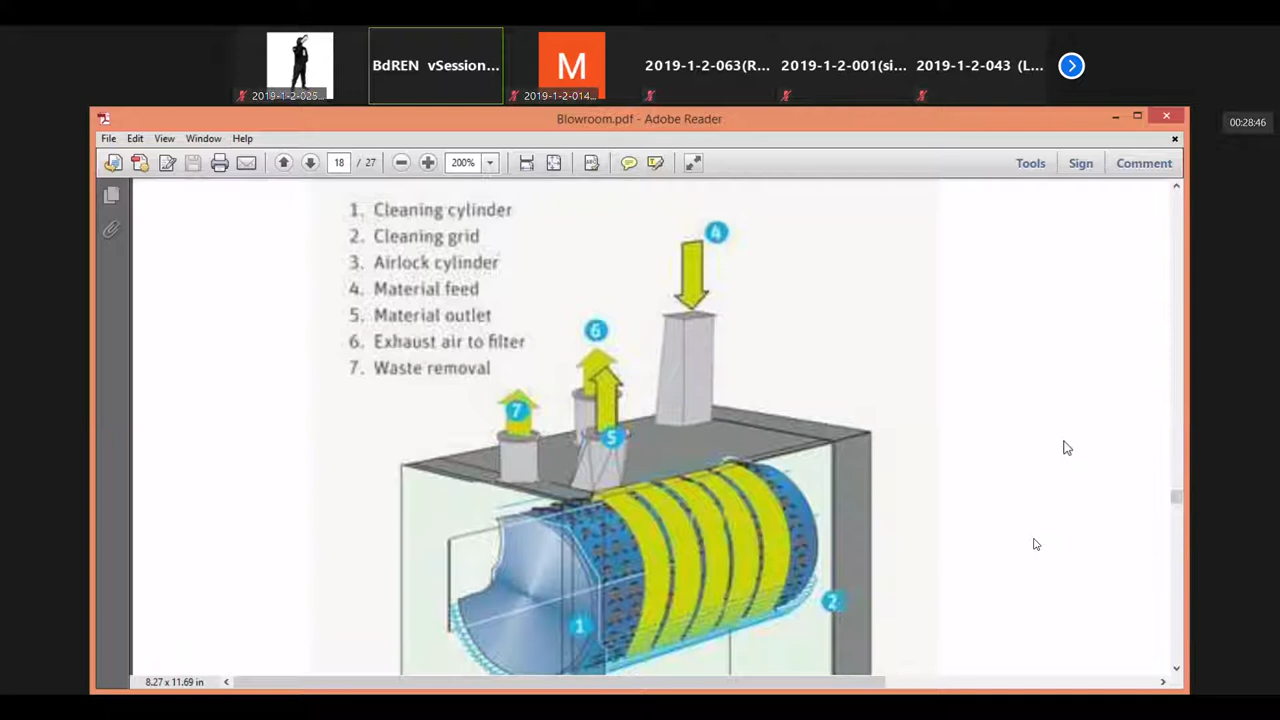 M
BdREN vSession...
2019-1-2-063(R...
2019-1-2-001(si...
2019-1-2-043 (L...
2019-1-2-025...
2019-1-2-014...
00:28:46
Blowroom.pdf - Adobe Reader
File Edit View Window Help
18 / 27
200%
Tools Sign Comment
1. Cleaning cylinder
2. Cleaning grid
3. Airlock cylinder
4. Material feed
5. Material outlet
6. Exhaust air to filter
7. Waste removal
4
6
7
5
2
1
8.27 x 11.69 in